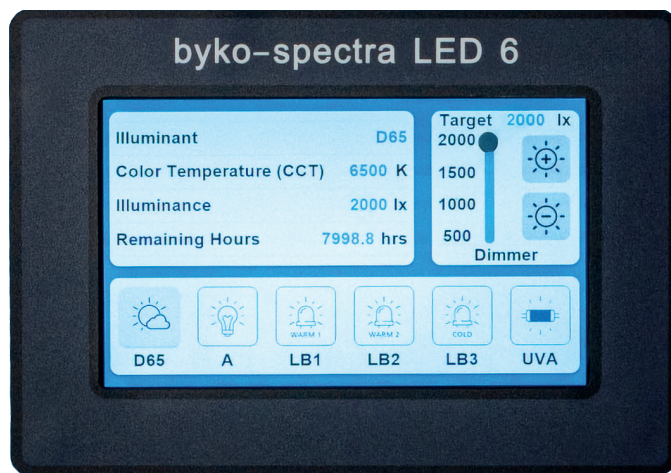 byko-spectra LED 6
Illuminant D65
Color Temperature (CCT) 6500 K
Illuminance 2000 lx
Remaining Hours 7998.8 hrs
Target 2000 lx
2000
1500
1000
500
Dimmer
WARM 1
WARM 2
COLD
D65 A LB1 LB2 LB3 UVA